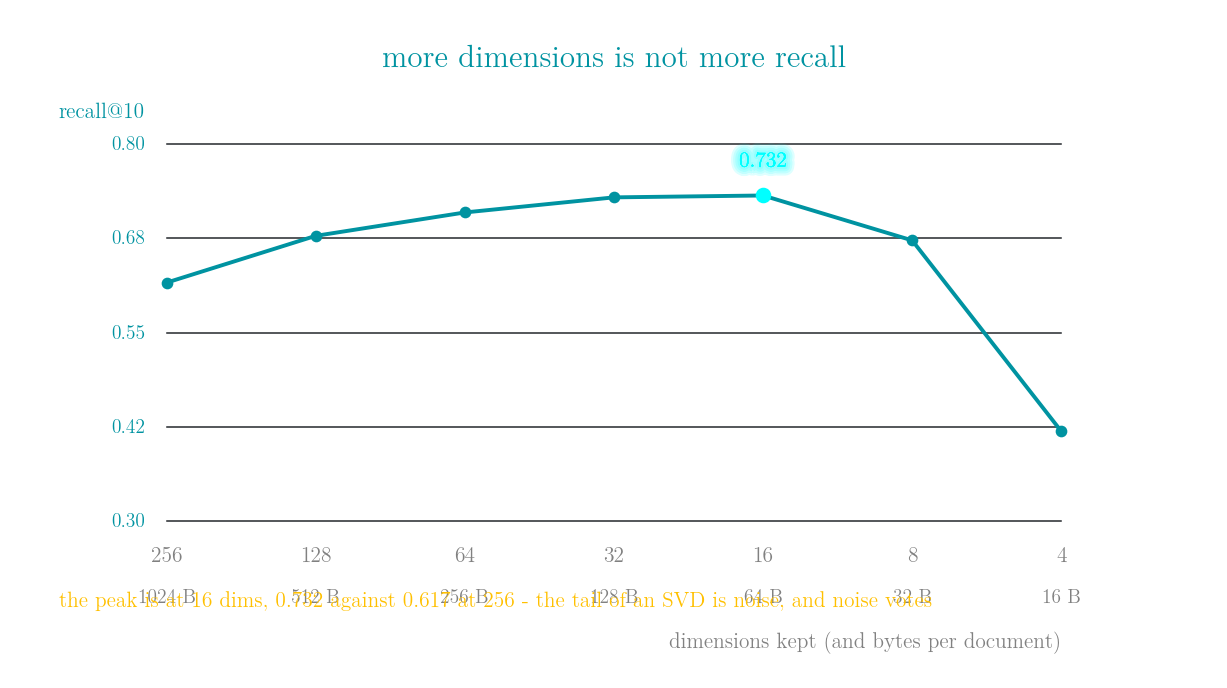 more dimensions is not more recall
recall@10
0.80
0.732
0.68
0.55
0.42
0.30
256 128 64 32 16 8 4
1024 B 512 B 256 B 128 B 64 B 32 B 16 B
the peak is at 16 dims, 0.732 against 0.617 at 256 - the tail of an SVD is noise, and noise votes
dimensions kept (and bytes per document)